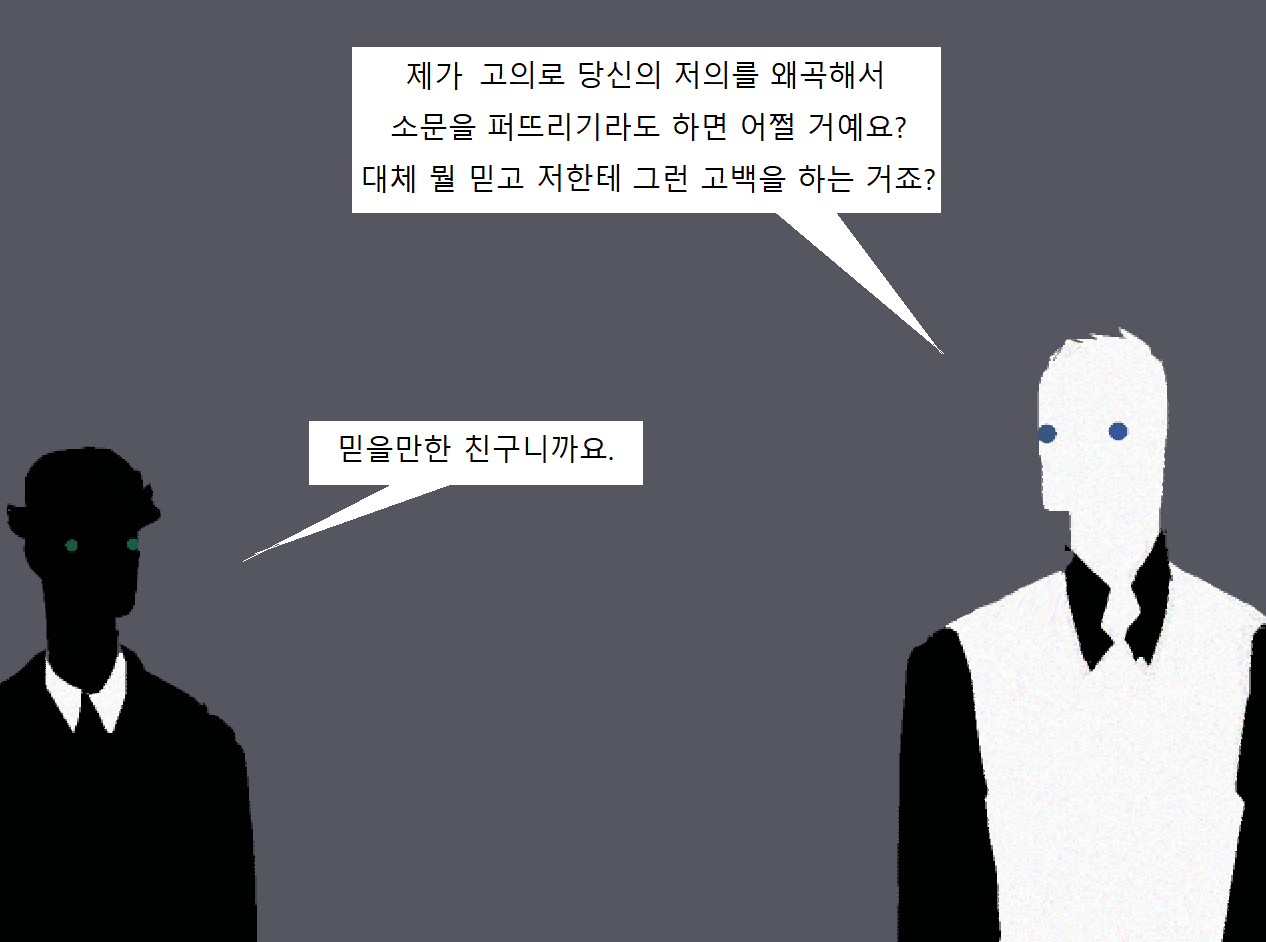 제가 고의로 당신의 저의를 왜곡해서
소문을 퍼뜨리기라도 하면 어쩔 거예요?
대체 뭘 믿고 저한테 그런 고백을 하는 거죠?
믿을만한 친구니까요.